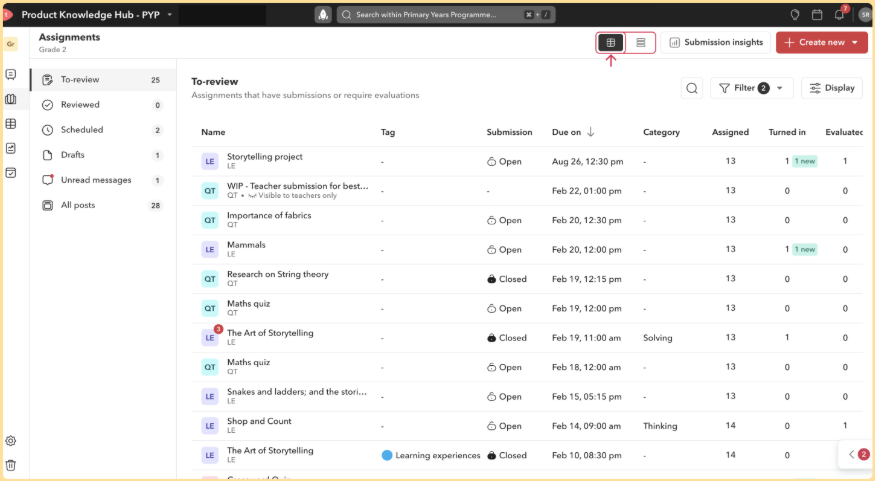 1 Product Knowledge Hub - PYP
Search within Primary Years Programme... ⌘ + /
7
SR
Gr
Assignments
Grade 2
Submission insights
+ Create new
To-review 25
Reviewed 0
Scheduled 2
Drafts 1
Unread messages 1
All posts 28
To-review
Assignments that have submissions or require evaluations
Filter 2
Display
Name Tag Submission Due on ↓ Category Assigned Turned in Evaluated
LE Storytelling project - Open Aug 26, 12:30 pm - 13 1 1 new 1
LE
QT WIP - Teacher submission for best... - - Feb 22, 01:00 pm - 13 0 0
QT • Visible to teachers only
QT Importance of fabrics - Open Feb 20, 12:30 pm - 13 0 0
QT
LE Mammals - Open Feb 20, 12:00 pm - 13 1 1 new 0
LE
QT Research on String theory - Closed Feb 19, 12:15 pm - 13 0 0
QT
QT Maths quiz - Open Feb 19, 12:00 pm - 13 0 0
QT
LE 3 The Art of Storytelling - Closed Feb 19, 11:00 am Solving 13 1 0
LE
QT Maths quiz - Open Feb 18, 12:00 am - 13 0 0
QT
LE Snakes and ladders; and the stori... - Open Feb 15, 05:15 pm - 13 0 0
LE
LE Shop and Count - Open Feb 14, 09:00 am Thinking 14 0 1
LE
LE The Art of Storytelling Learning experiences Closed Feb 10, 08:30 pm - 14 0
LE
2